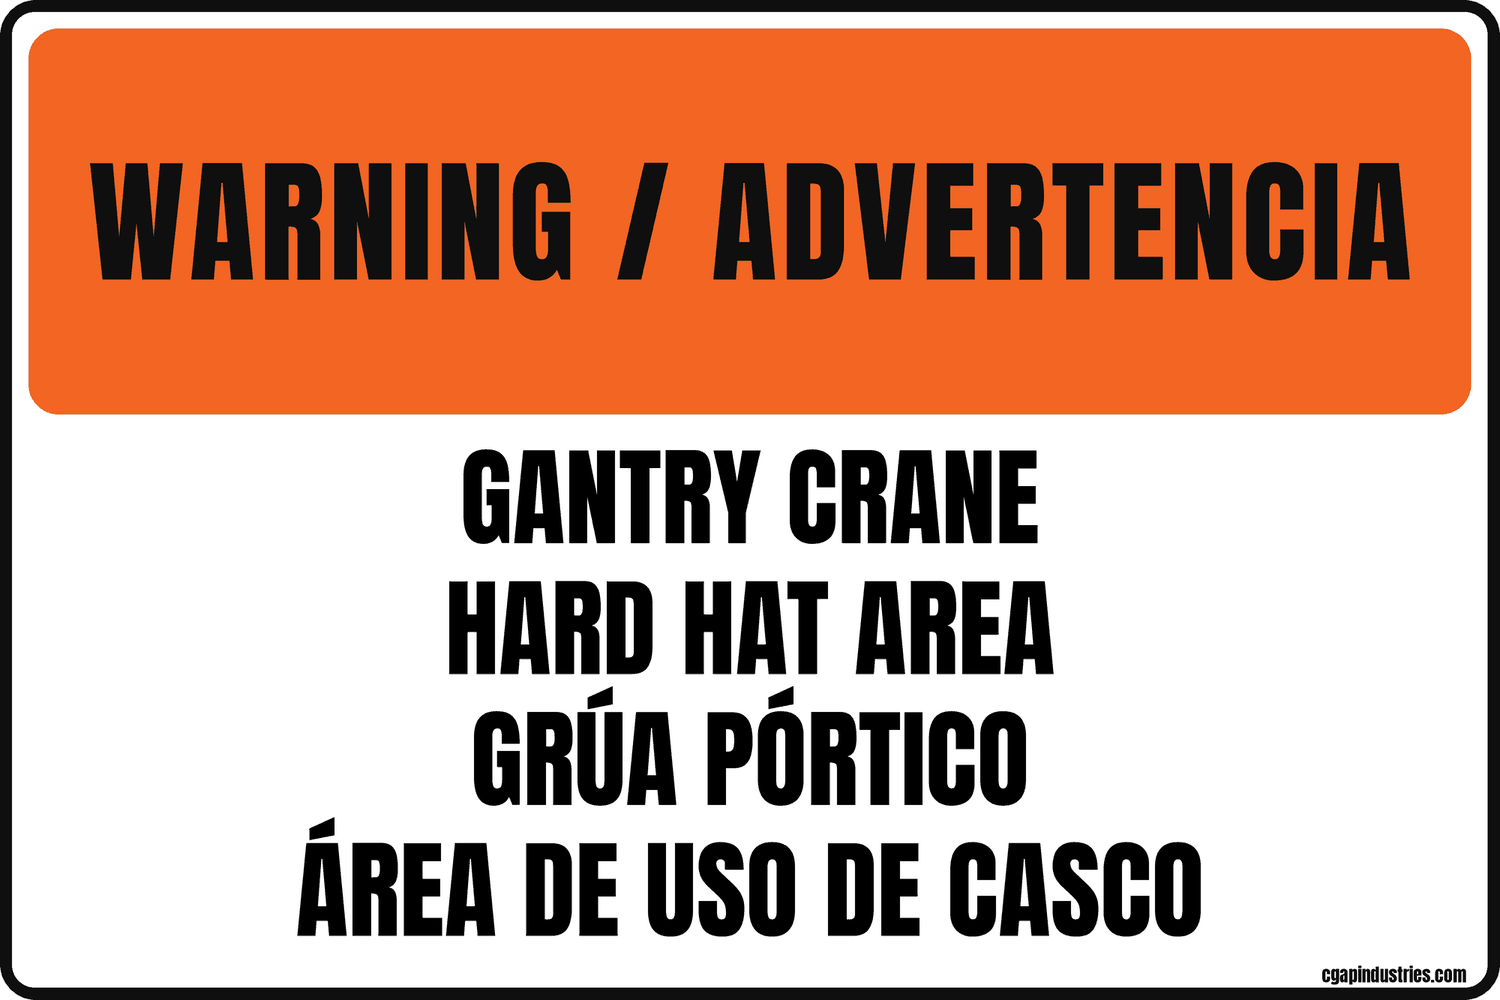 WARNING / ADVERTENCIA
GANTRY CRANE
HARD HAT AREA
GRÚA PÓRTICO
ÁREA DE USO DE CASCO
cgapindustries.com